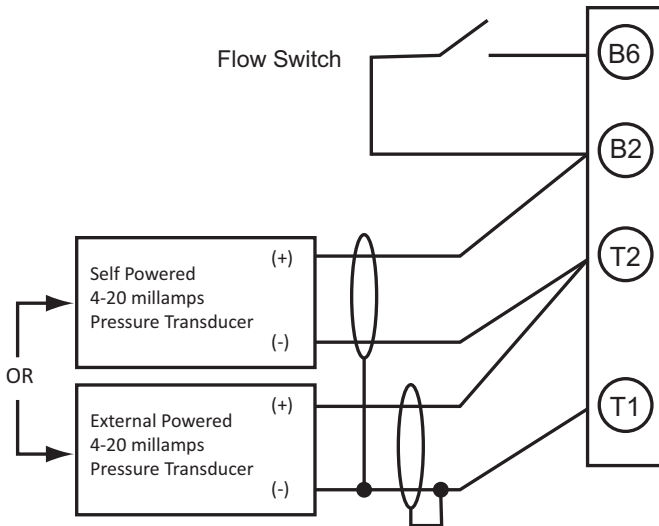 Flow Switch
B6
B2
T2
T1
Self Powered
4-20 millamps
Pressure Transducer
(+)
(-)
OR
External Powered
4-20 millamps
Pressure Transducer
(+)
(-)